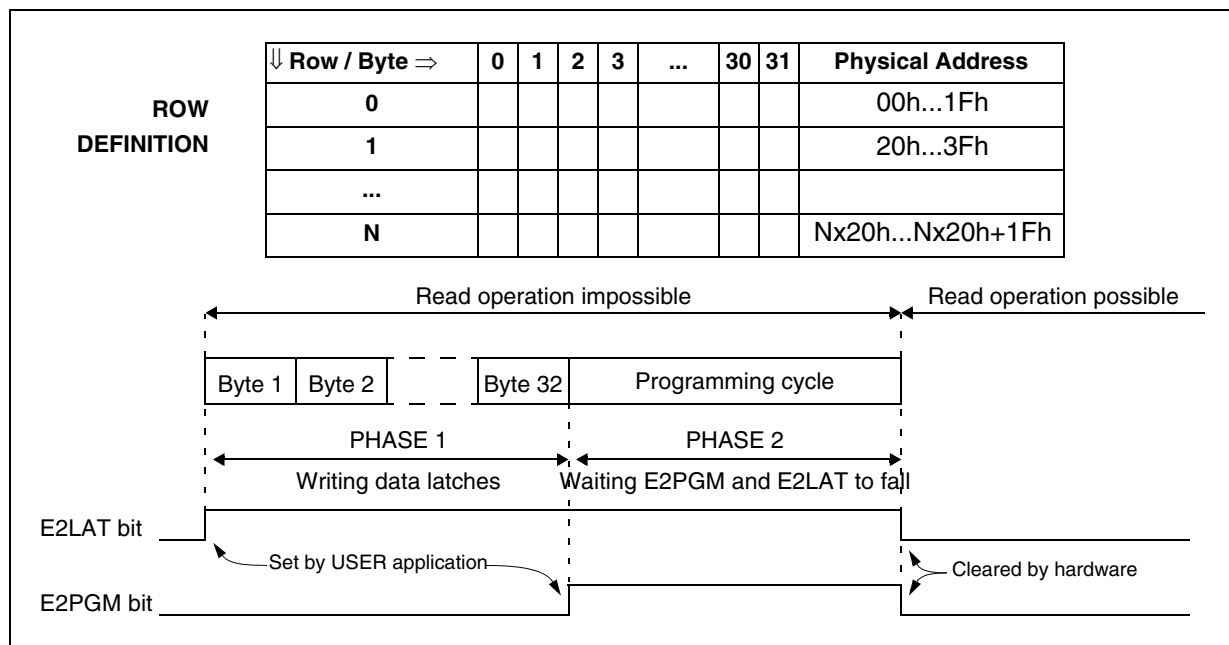 ⇓ Row / Byte ⇒ 0 1 2 3 ... 30 31 Physical Address
ROW DEFINITION
0 00h...1Fh
1 20h...3Fh
...
N Nx20h...Nx20h+1Fh
Read operation impossible Read operation possible
Byte 1 Byte 2 Byte 32 Programming cycle
PHASE 1 PHASE 2
Writing data latches Waiting E2PGM and E2LAT to fall
E2LAT bit
Set by USER application Cleared by hardware
E2PGM bit